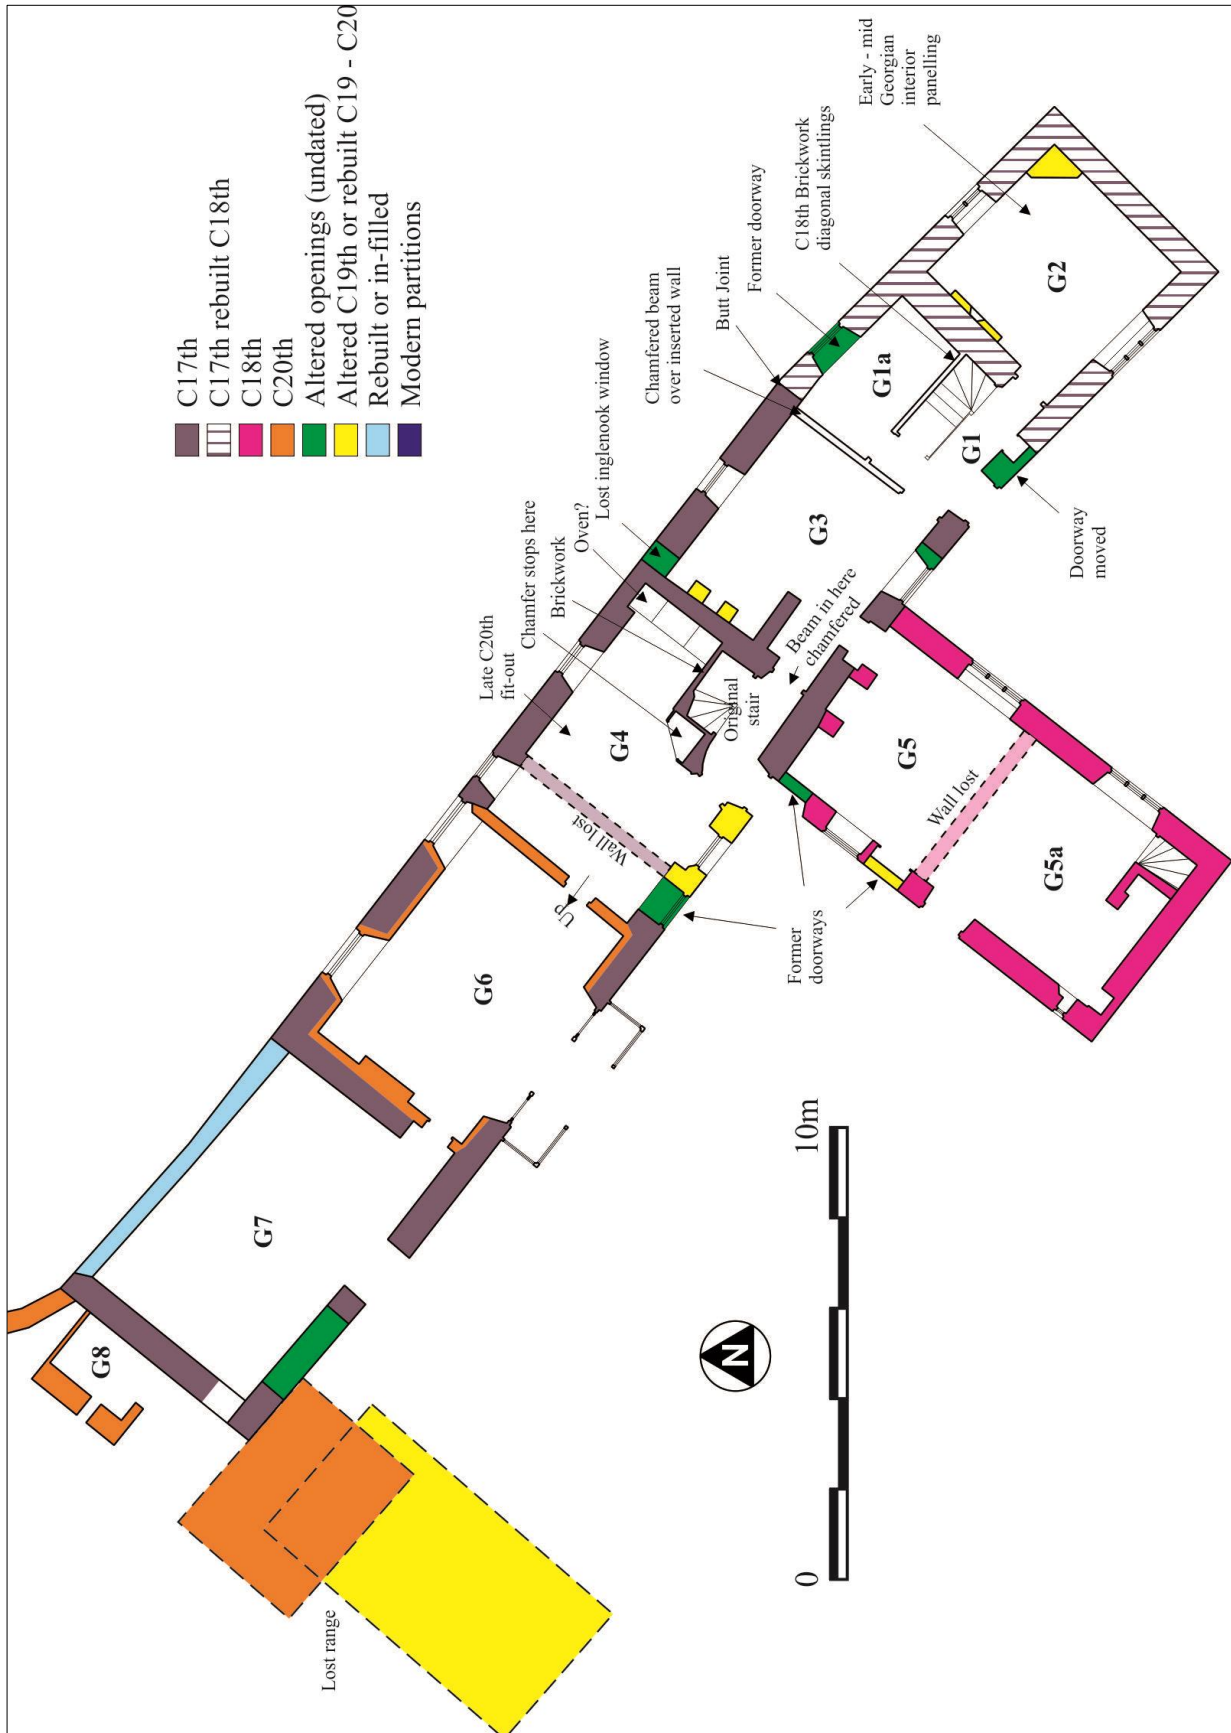 C17th
C17th rebuilt C18th
C18th
C20th
Altered openings (undated)
Altered C19th or rebuilt C19 - C20
Rebuilt or in-filled
Modern partitions
Early - mid
Georgian
interior
panelling
C18th Brickwork
diagonal skintlings
Former doorway
Butt Joint
Chamfered beam
over inserted wall
Lost inglenook window
Oven?
Brickwork
Chamfer stops here
Late C20th
fit-out
G8
G7
G6
G4
G3
G1a
G1
G2
G5
G5a
Original
stair
Beam in here
chamfered
Wall lost
Up
Wall lost
Former
doorways
Doorway
moved
Lost range
N
0
10m